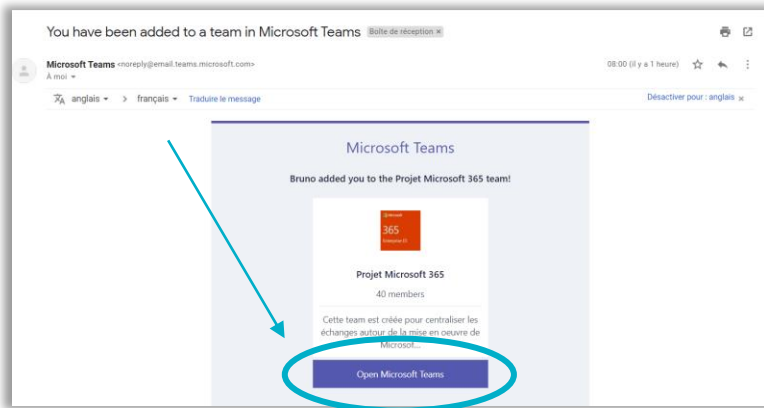 You have been added to a team in Microsoft Teams Boîte de réception ×
Microsoft Teams <noreply@email.teams.microsoft.com> 08:00 (il y a 1 heure)
À moi
anglais > français Traduire le message Désactiver pour : anglais ×
Microsoft Teams
Bruno added you to the Projet Microsoft 365 team!
Microsoft
365
Enterprise E3
Projet Microsoft 365
40 members
Cette team est créée pour centraliser les
échanges autour de la mise en oeuvre de
Microsof...
Open Microsoft Teams